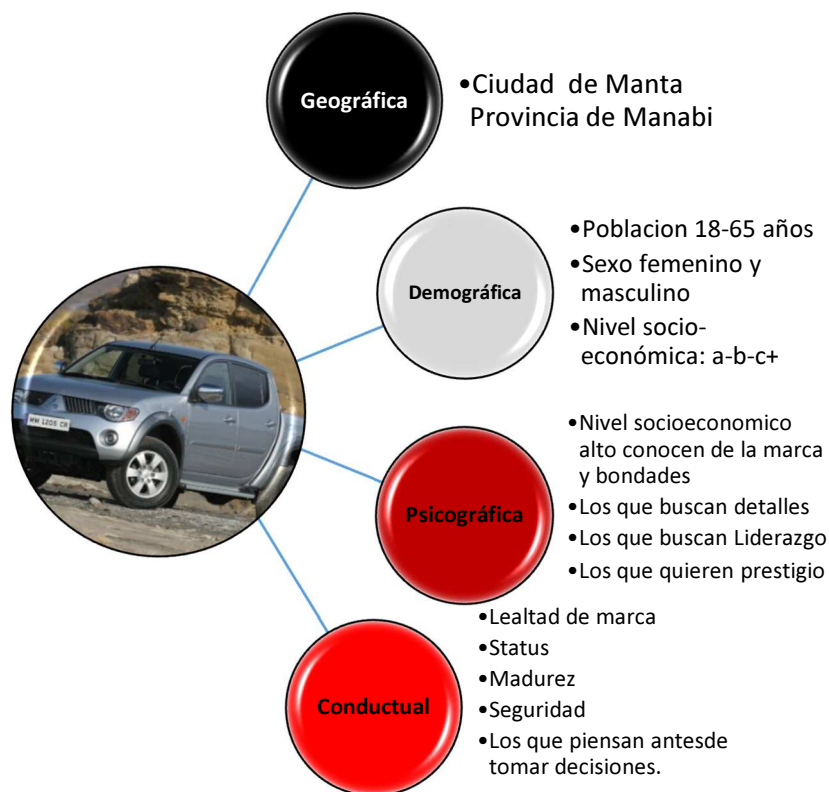 Geográfica
•Ciudad de Manta
Provincia de Manabi
Demográfica
•Poblacion 18-65 años
•Sexo femenino y
masculino
•Nivel socio-
económica: a-b-c+
Psicográfica
•Nivel socioeconomico
alto conocen de la marca
y bondades
•Los que buscan detalles
•Los que buscan Liderazgo
•Los que quieren prestigio
Conductual
•Lealtad de marca
•Status
•Madurez
•Seguridad
•Los que piensan antesde
tomar decisiones.